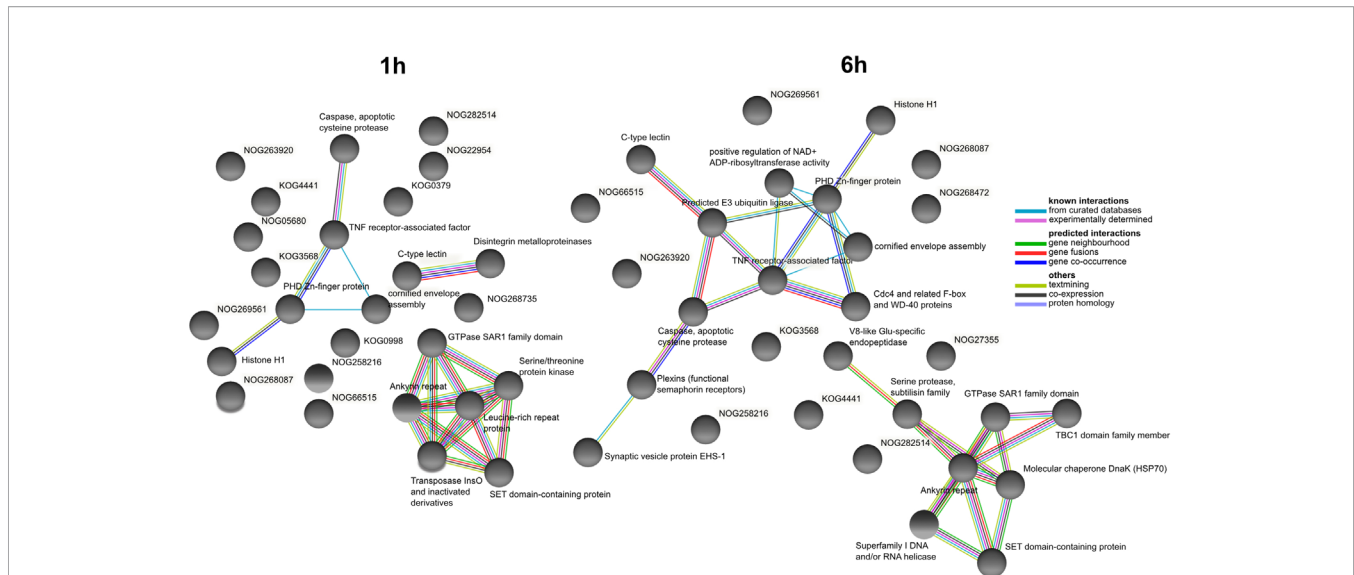 1h
6h
Caspase, apoptotic
cysteine protease
NOG282514
NOG263920
NOG22954
KOG4441
KOG0379
NOG05680
TNF receptor-associated factor
KOG3568
C-type lectin
Disintegrin metalloproteinases
PHD Zn-finger protein
cornified envelope
assembly
NOG268735
NOG269561
KOG0998
GTPase SAR1 family domain
Histone H1
NOG258216
Serine/threonine
protein kinase
NOG268087
Ankyrin repeat
NOG66515
Leucine-rich repeat
protein
Transposase InsO
and inactivated
derivatives
SET domain-containing protein
NOG269561
Histone H1
C-type lectin
positive regulation of NAD+
ADP-ribosyltransferase activity
NOG268087
PHD Zn-finger protein
NOG66515
Predicted E3 ubiquitin ligase
NOG268472
cornified envelope assembly
NOG263920
TNF receptor-associated factor
Cdc4 and related F-box
and WD-40 proteins
Caspase, apoptotic
cysteine protease
KOG3568
V8-like Glu-specific
endopeptidase
NOG27355
Plexins (functional
semaphorin receptors)
Serine protease,
subtilisin family
GTPase SAR1 family domain
NOG258216
KOG4441
TBC1 domain family member
Synaptic vesicle protein EHS-1
NOG282514
Molecular chaperone DnaK (HSP70)
Ankyrin repeat
Superfamily I DNA
and/or RNA helicase
SET domain-containing protein
known interactions
from curated databases
experimentally determined
predicted interactions
gene neighbourhood
gene fusions
gene co-occurrence
others
textmining
co-expression
protein homology